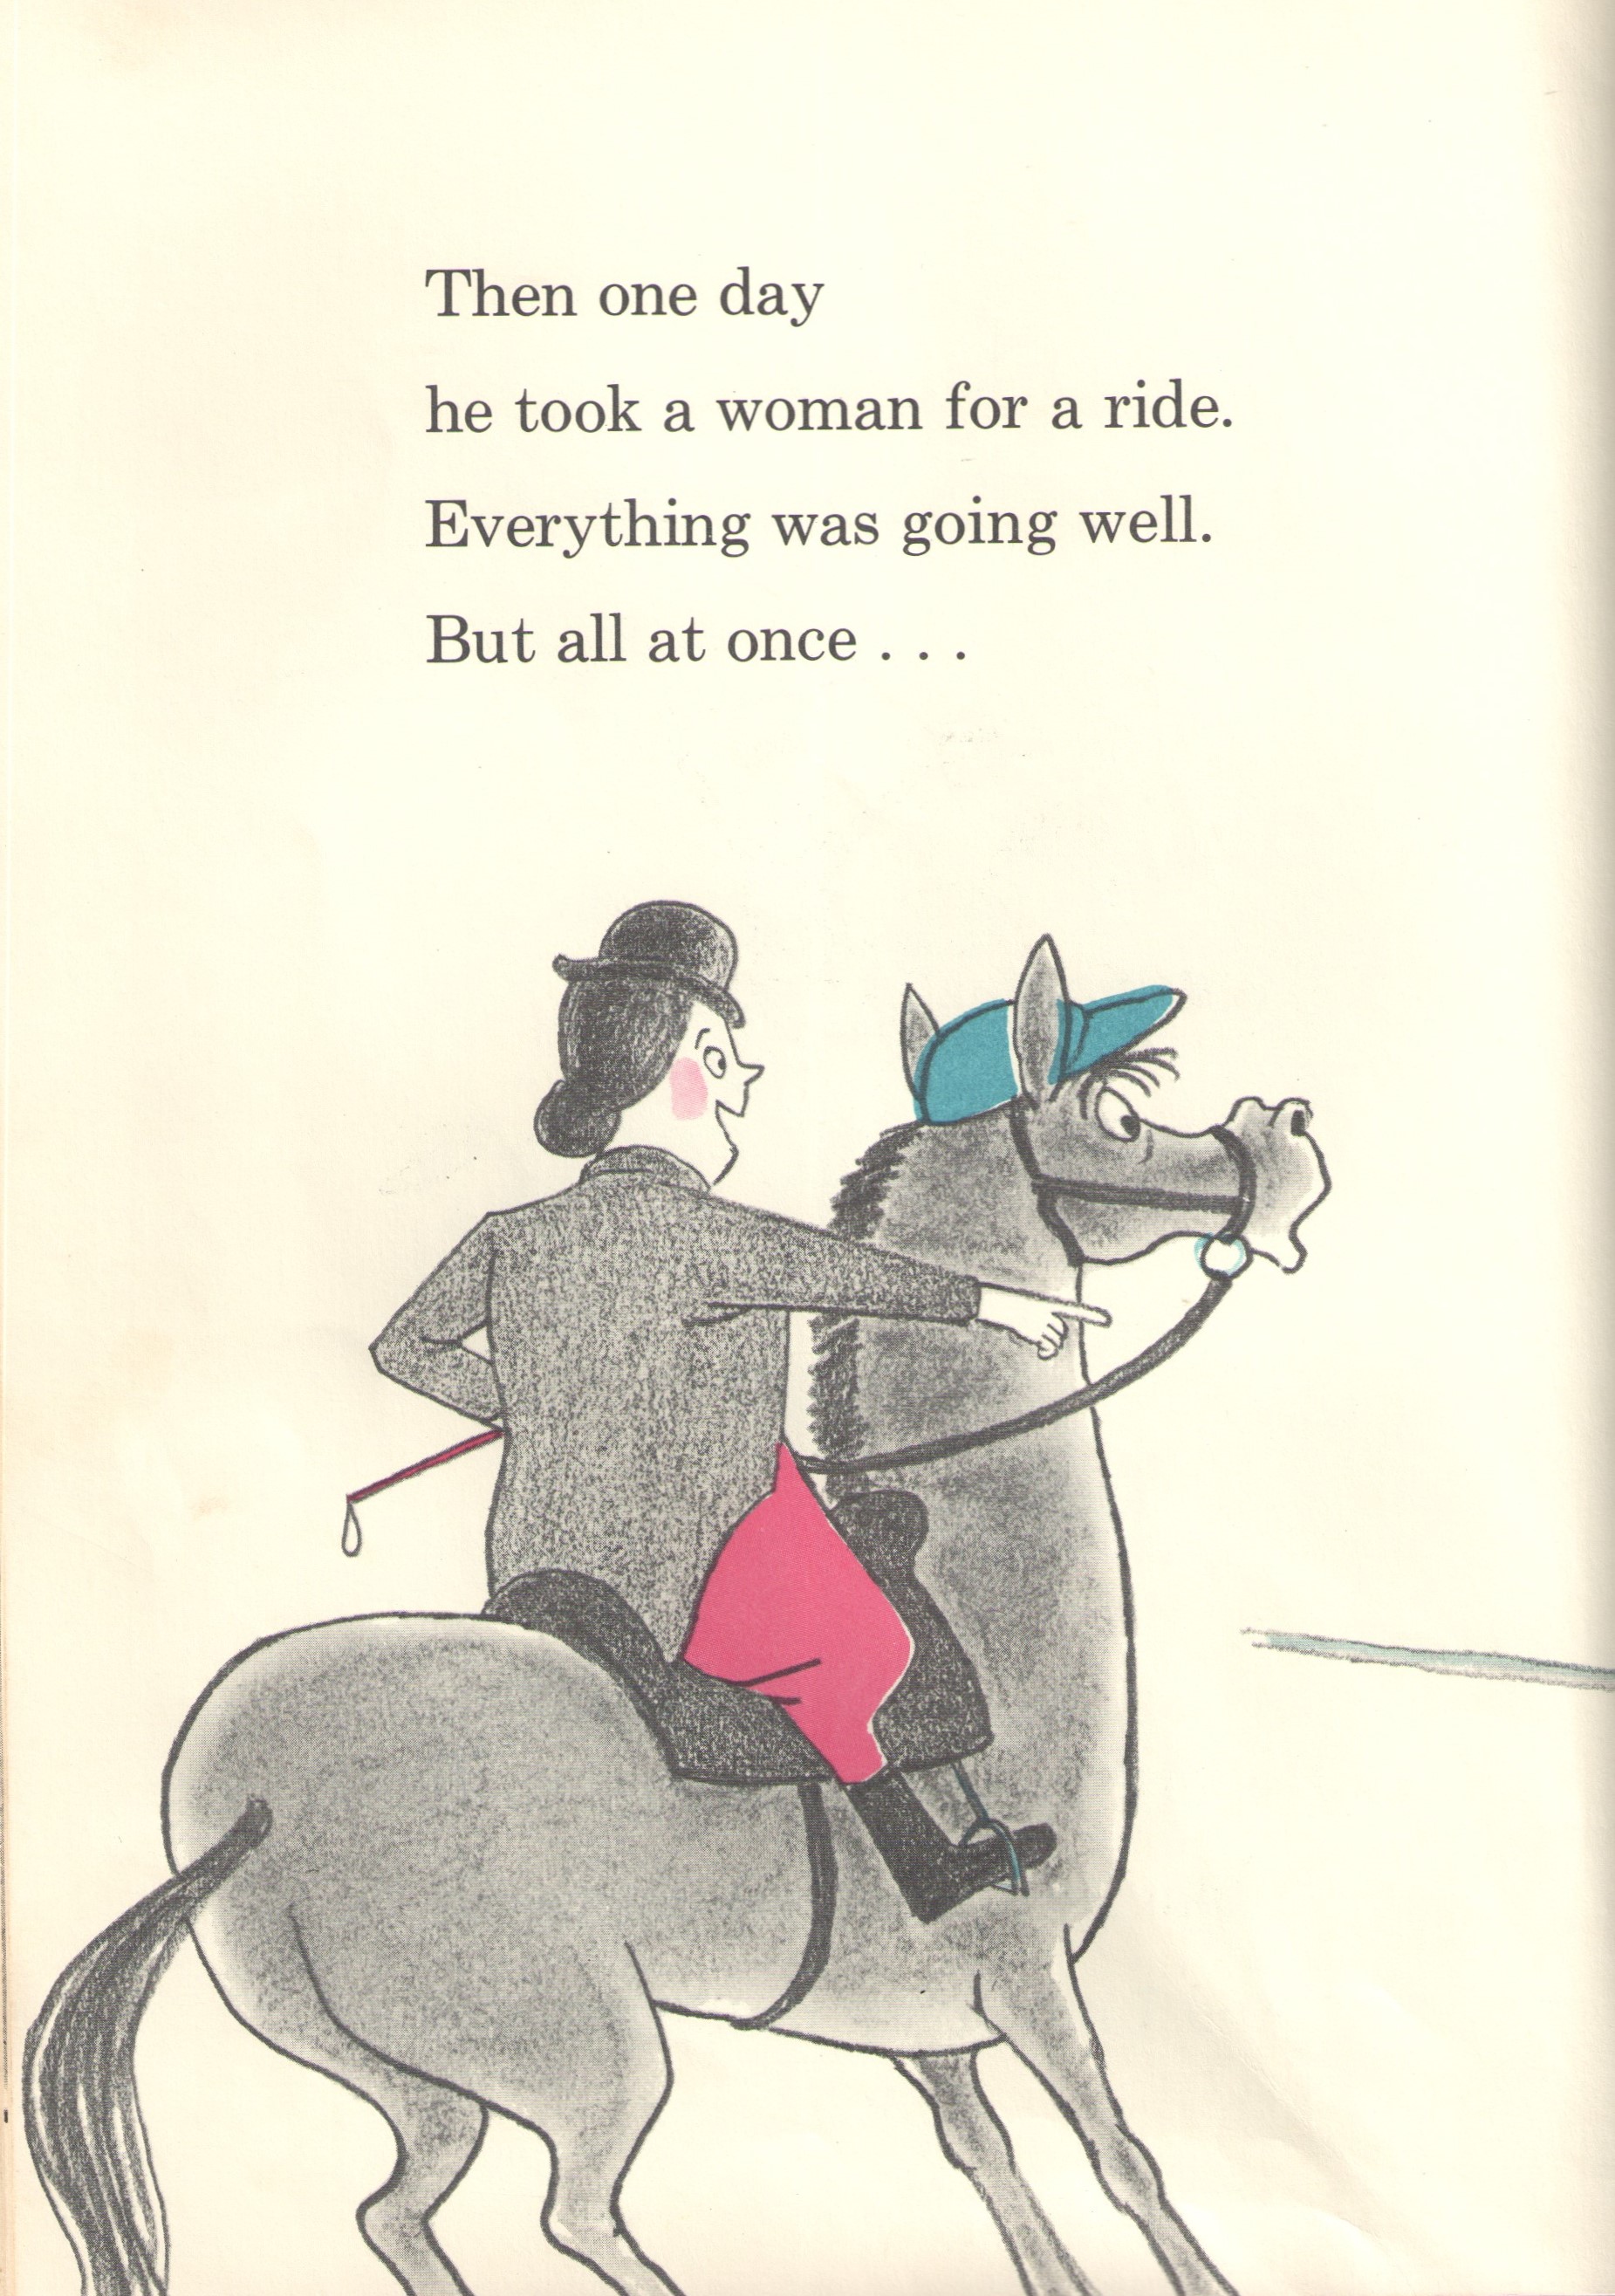 Then one day
he took a woman for a ride.
Everything was going well.
But all at once . . .